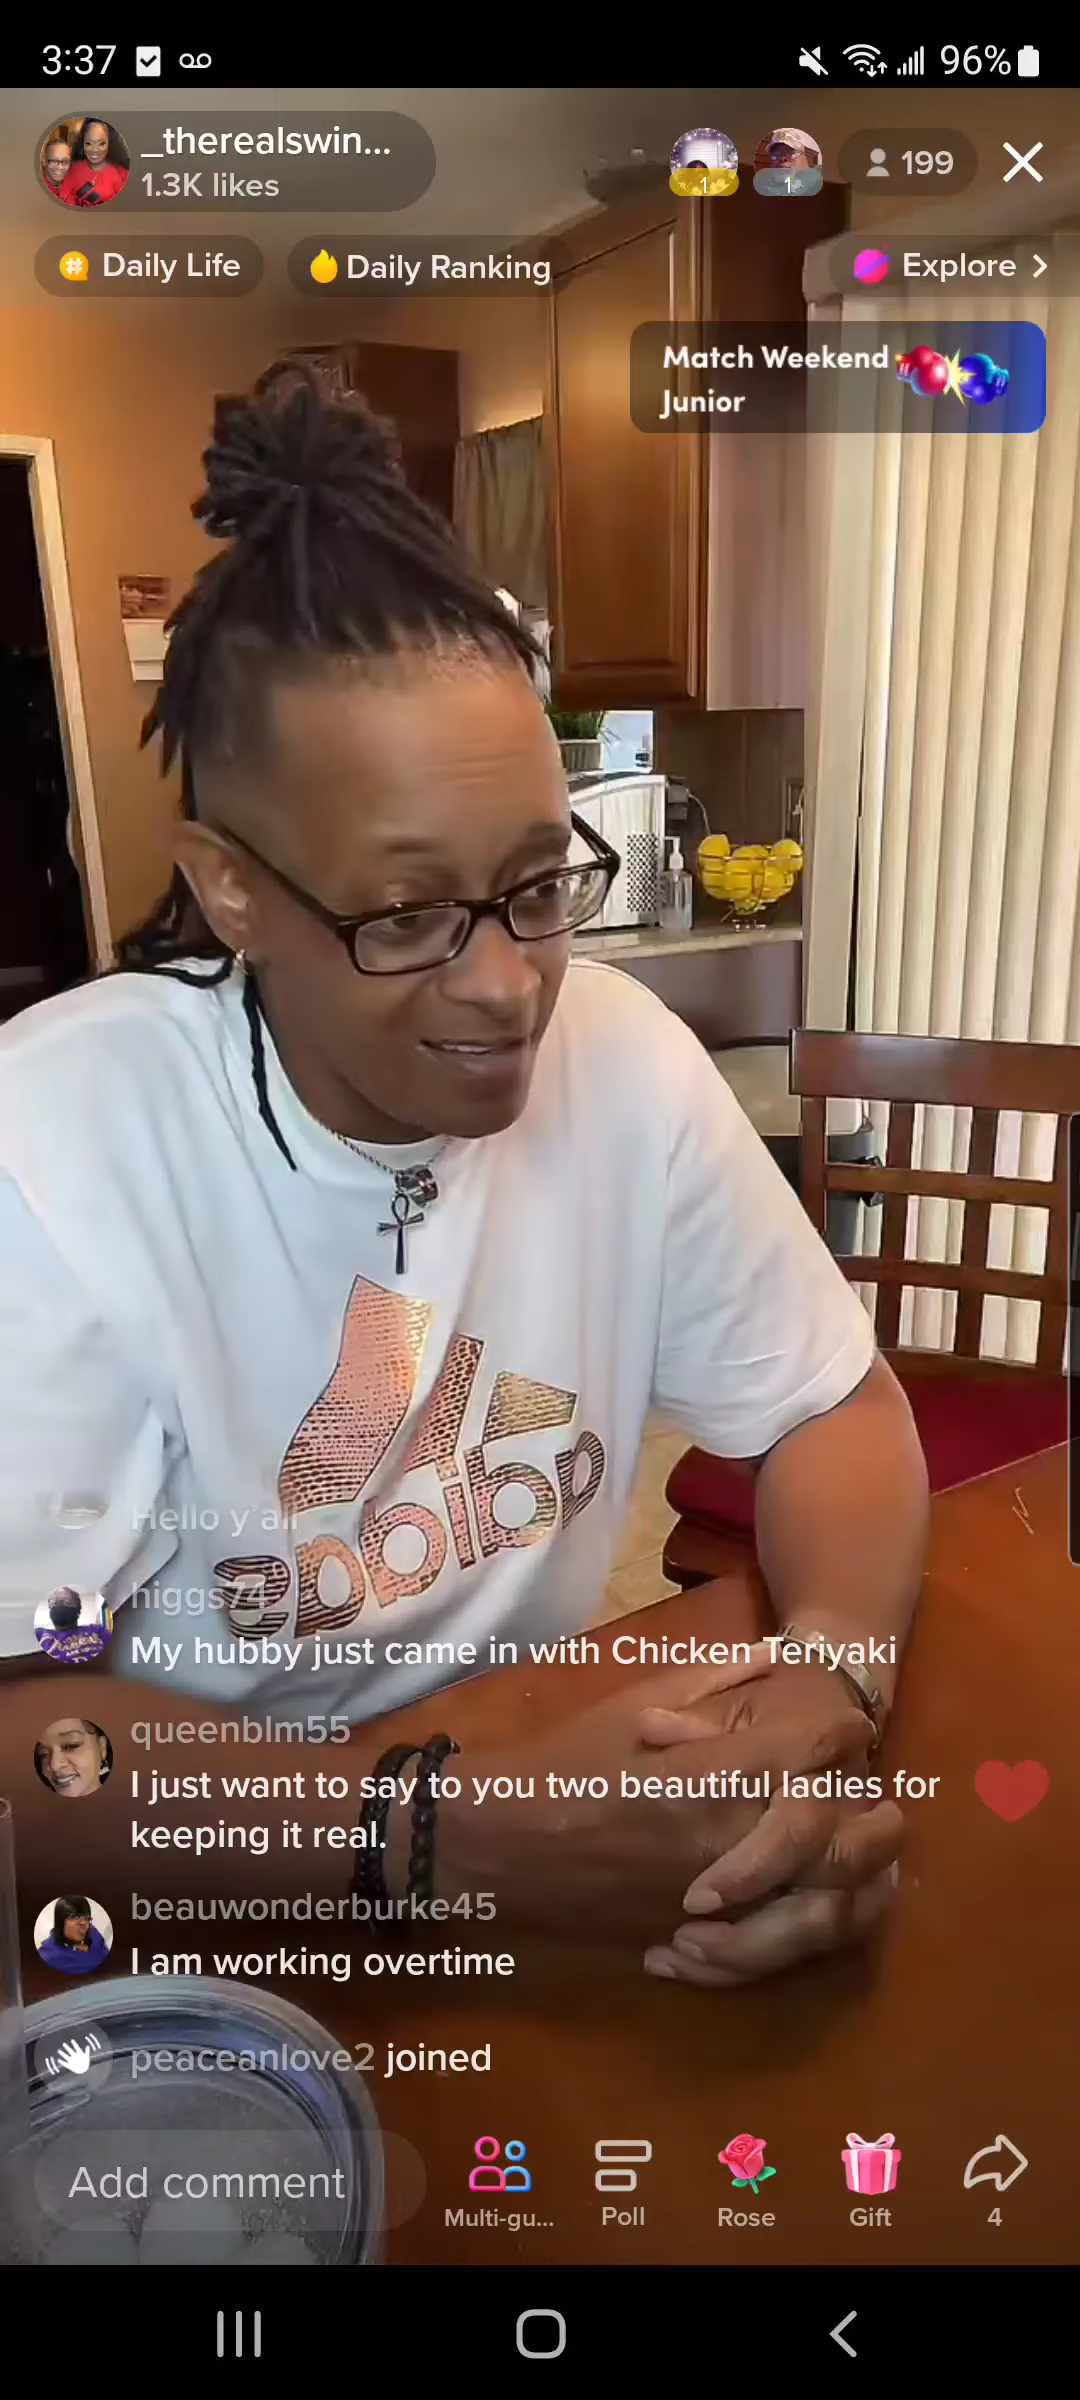 3:37
96%
_therealswin...
1.3K likes
1
1
199
Daily Life
Daily Ranking
Explore >
Match Weekend
Junior
adidas
Hello y'all
higgs74
My hubby just came in with Chicken Teriyaki
queenblm55
I just want to say to you two beautiful ladies for
keeping it real.
beauwonderburke45
I am working overtime
peaceanlove2 joined
Add comment
Multi-gu...
Poll
Rose
Gift
4